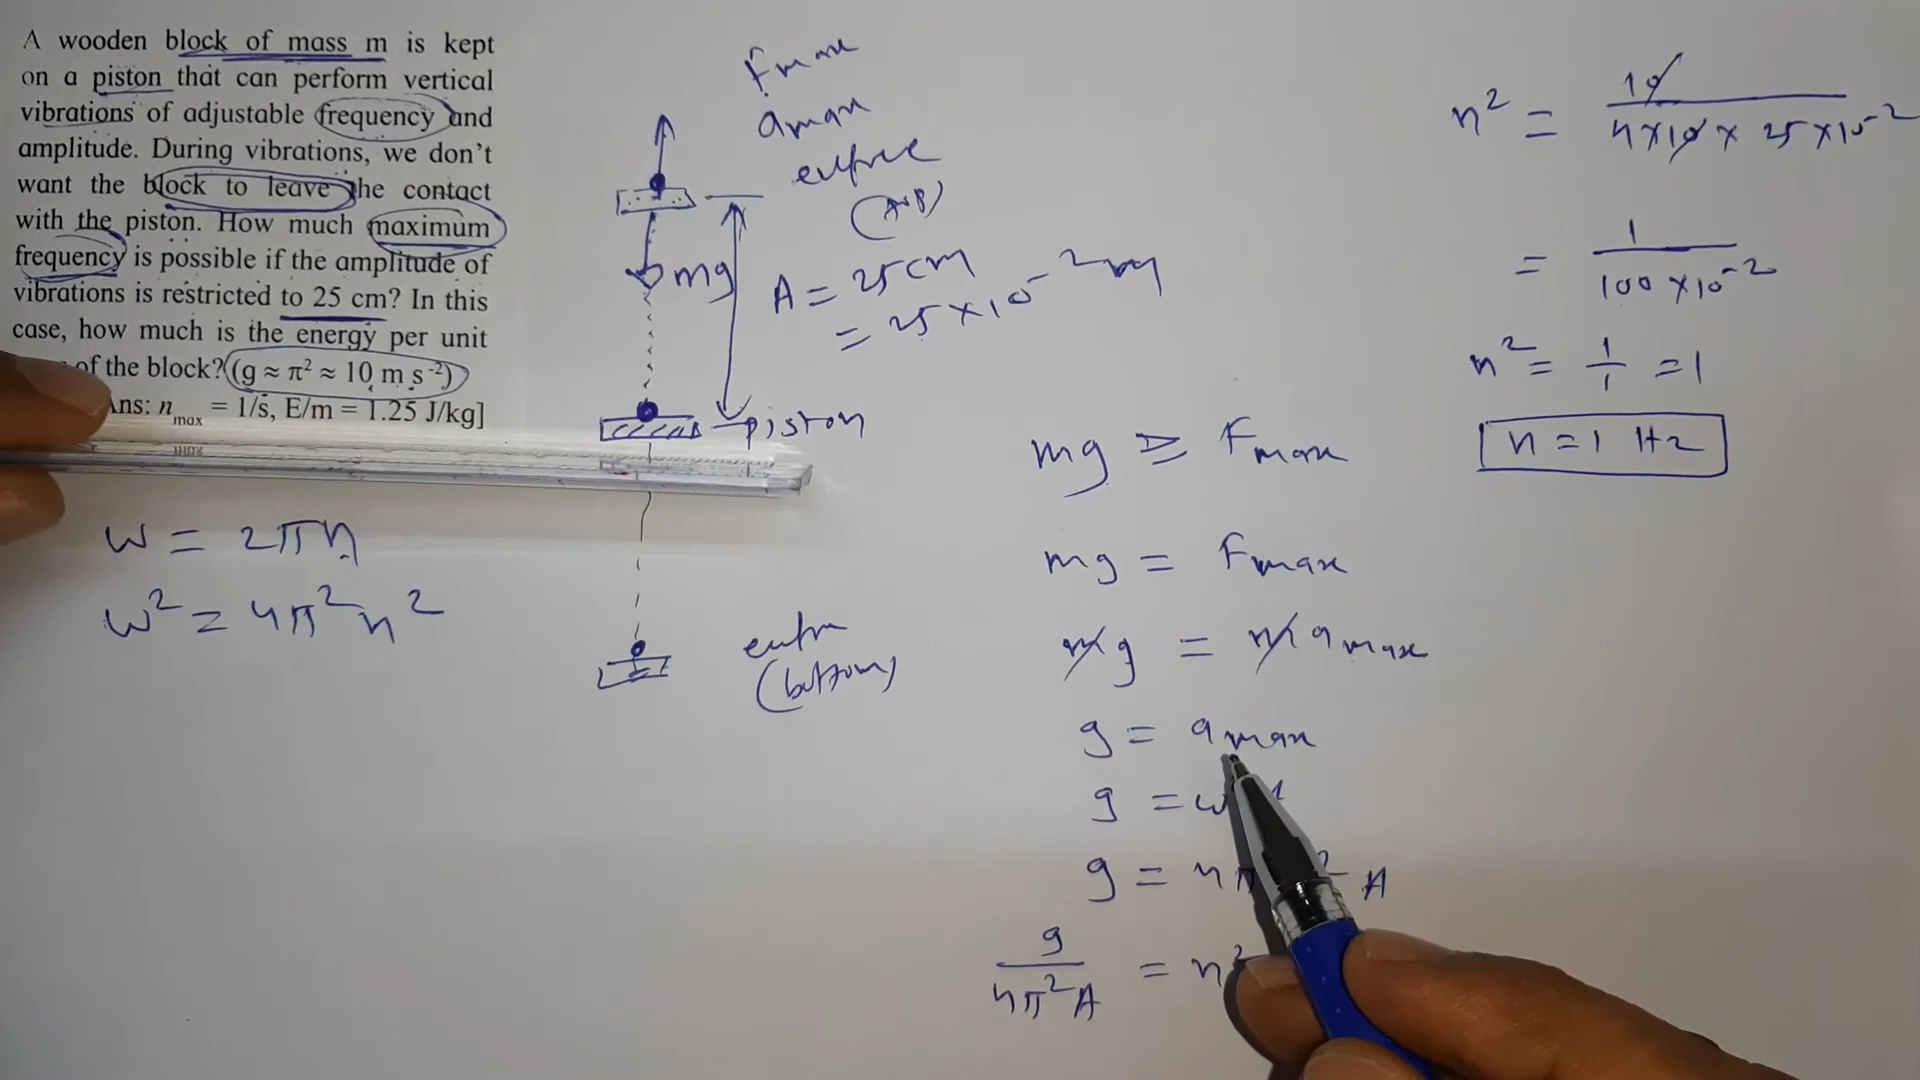 A wooden block of mass m is kept
on a piston that can perform vertical
vibrations of adjustable frequency and
amplitude. During vibrations, we don't
want the block to leave the contact
with the piston. How much maximum
frequency is possible if the amplitude of
vibrations is restricted to 25 cm? In this
case, how much is the energy per unit
of the block? (g ≈ π² ≈ 10 m s⁻²)
Ans: n_max = 1/s, E/m = 1.25 J/kg]
ω = 2πn
ω² = 4π²n²
Fmax
amax
mg
A = 25 cm
= 25 × 10⁻² m
piston
(bottom)
mg ≥ Fmax
mg = Fmax
mg = m amax
g = amax
g = ω
g = 4π ² A
g/4π²A = n²
n² = 10/4×10×25×10⁻²
= 1/100×10⁻²
n² = 1/1 = 1
n = 1 Hz